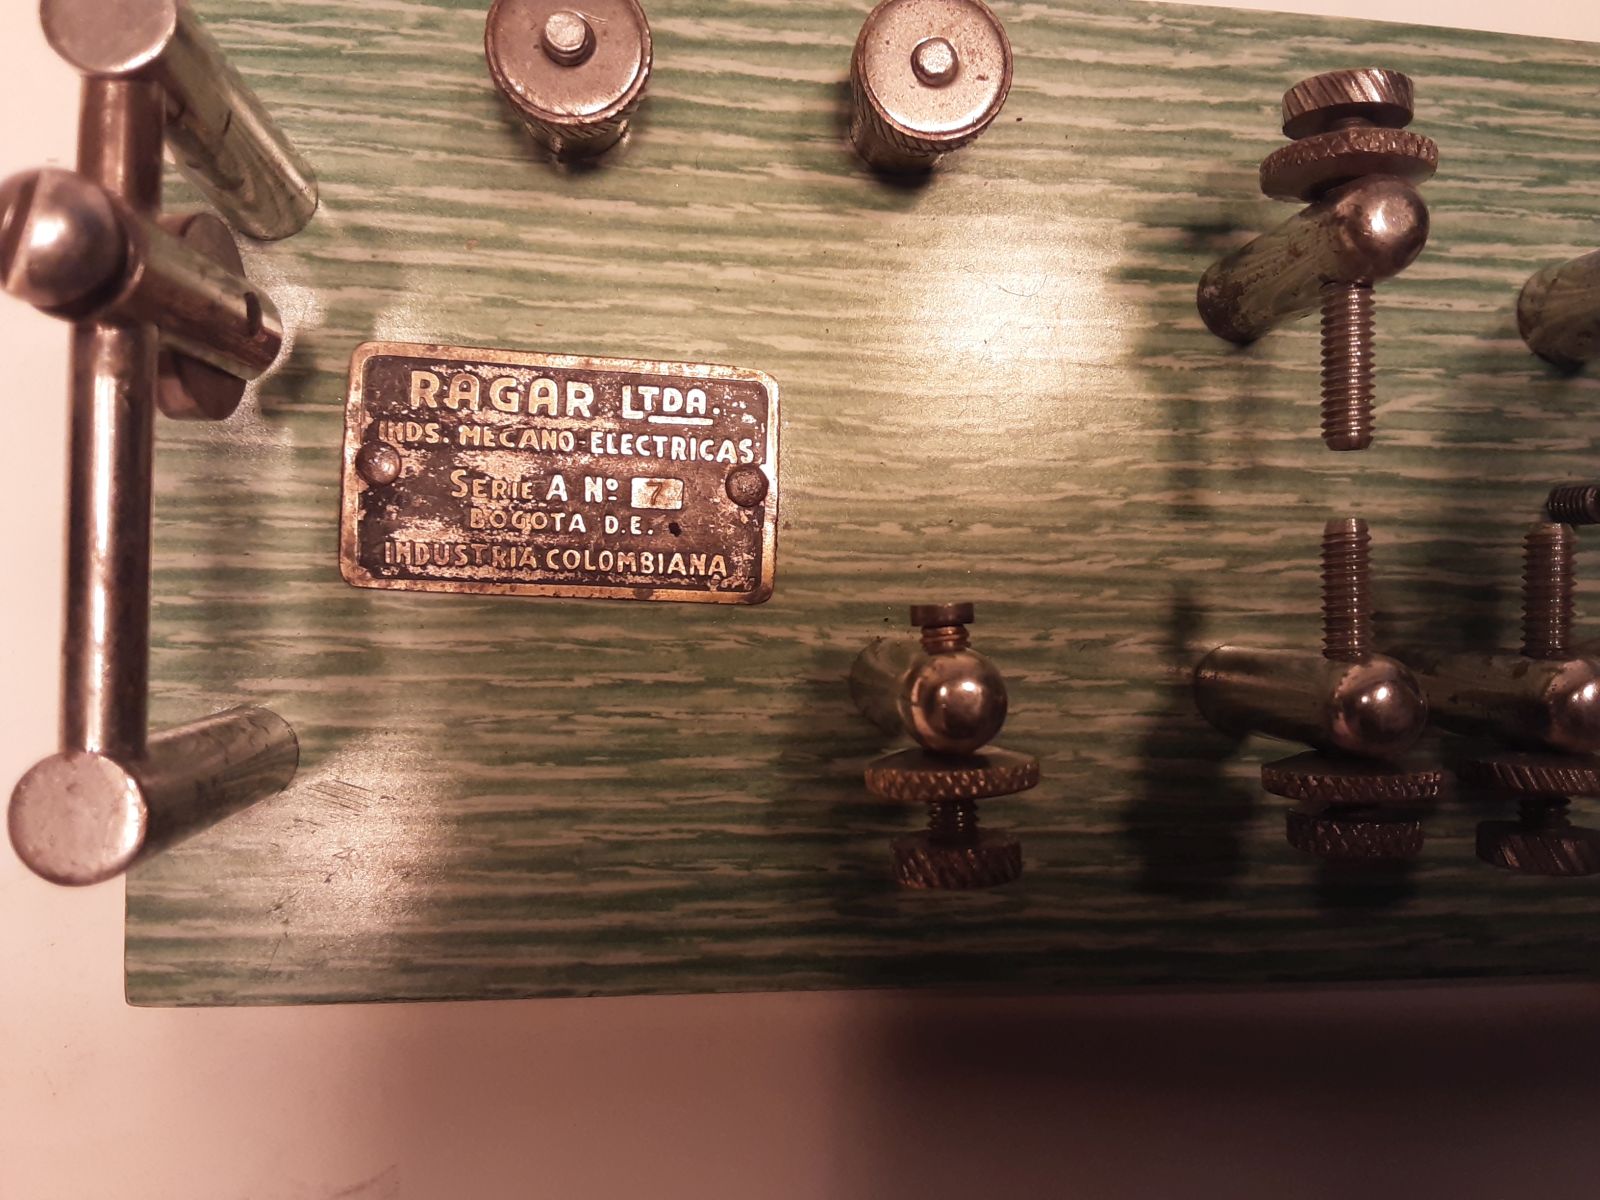 RAGAR LTDA.
INDS. MECANO-ELECTRICAS
SERIE A Nº 7
BOGOTA D.E.
INDUSTRIA COLOMBIANA